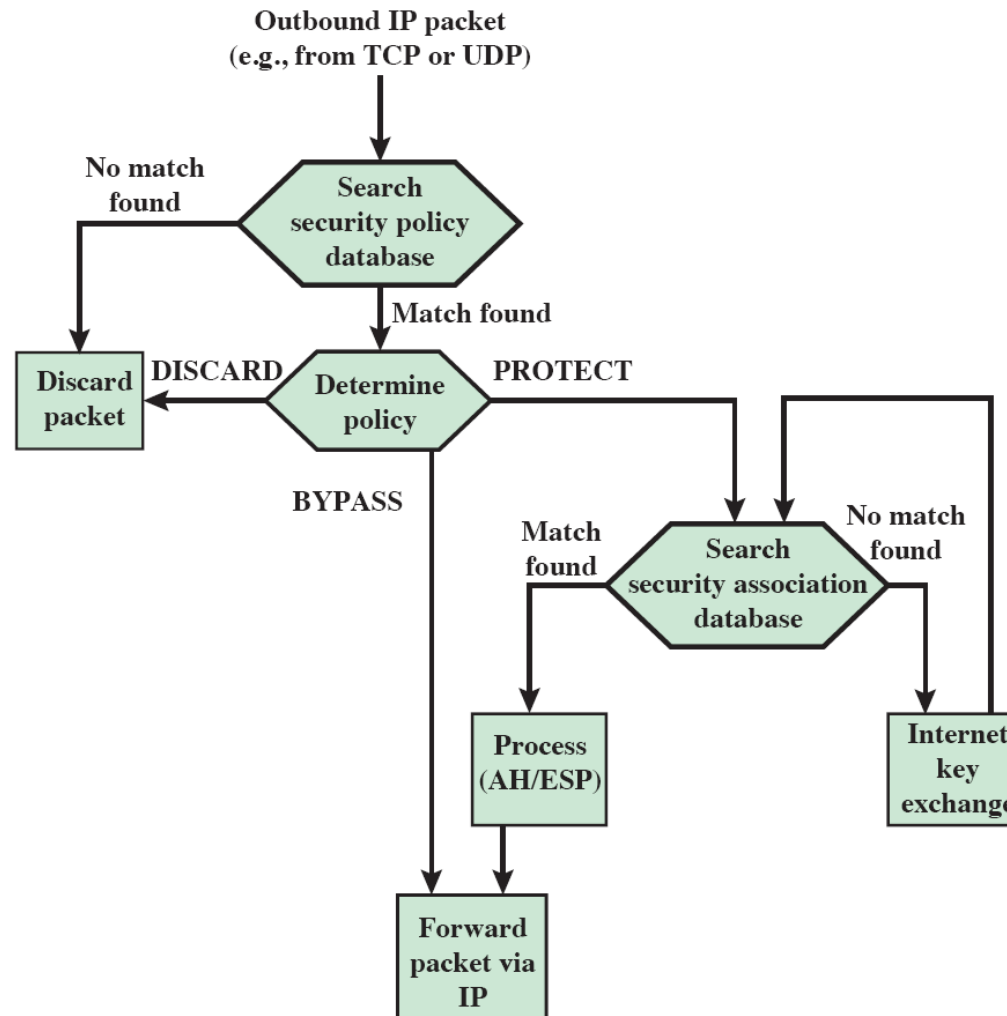 Outbound IP packet
(e.g., from TCP or UDP)
No match
found
Search
security policy
database
Match found
Discard
packet
DISCARD
Determine
policy
PROTECT
BYPASS
Match
found
Search
security association
database
No match
found
Process
(AH/ESP)
Internet
key
exchange
Forward
packet via
IP